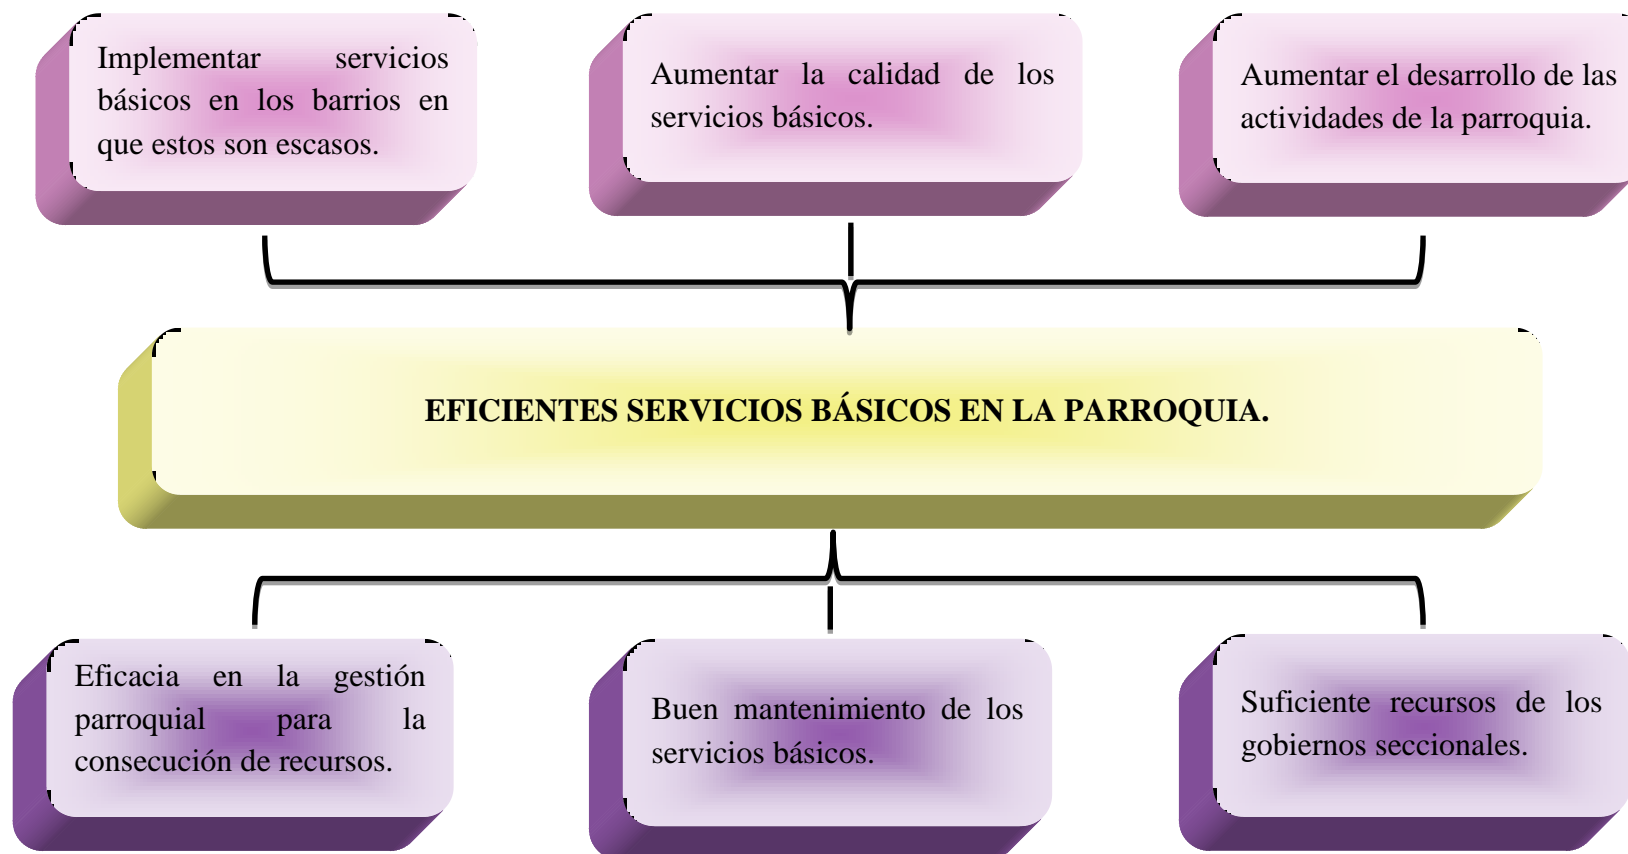 Implementar servicios
básicos en los barrios en
que estos son escasos.
Aumentar la calidad de los
servicios básicos.
Aumentar el desarrollo de las
actividades de la parroquia.
EFICIENTES SERVICIOS BÁSICOS EN LA PARROQUIA.
Eficacia en la gestión
parroquial para la
consecución de recursos.
Buen mantenimiento de los
servicios básicos.
Suficiente recursos de los
gobiernos seccionales.